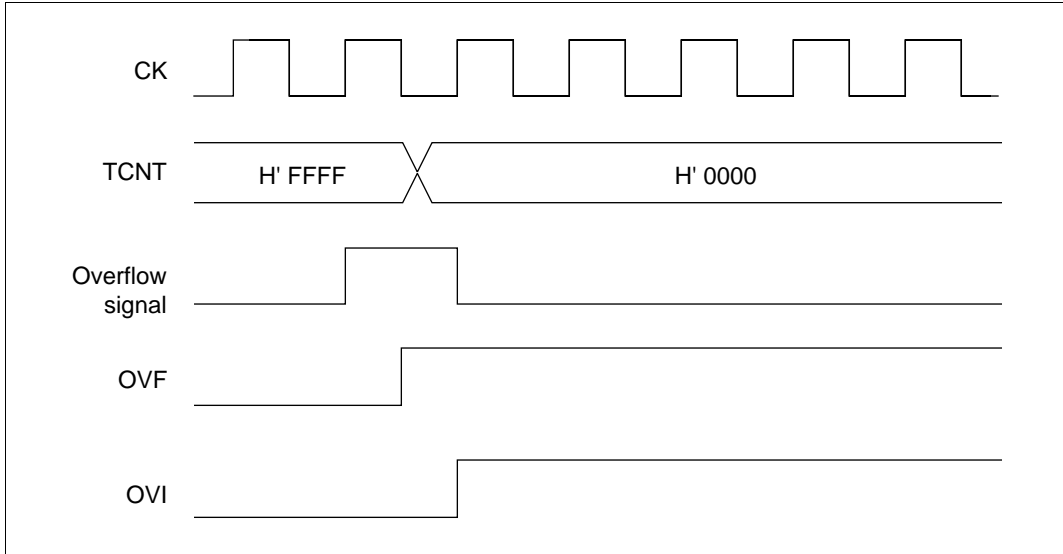 CK
TCNT
H' FFFF
H' 0000
Overflow
signal
OVF
OVI